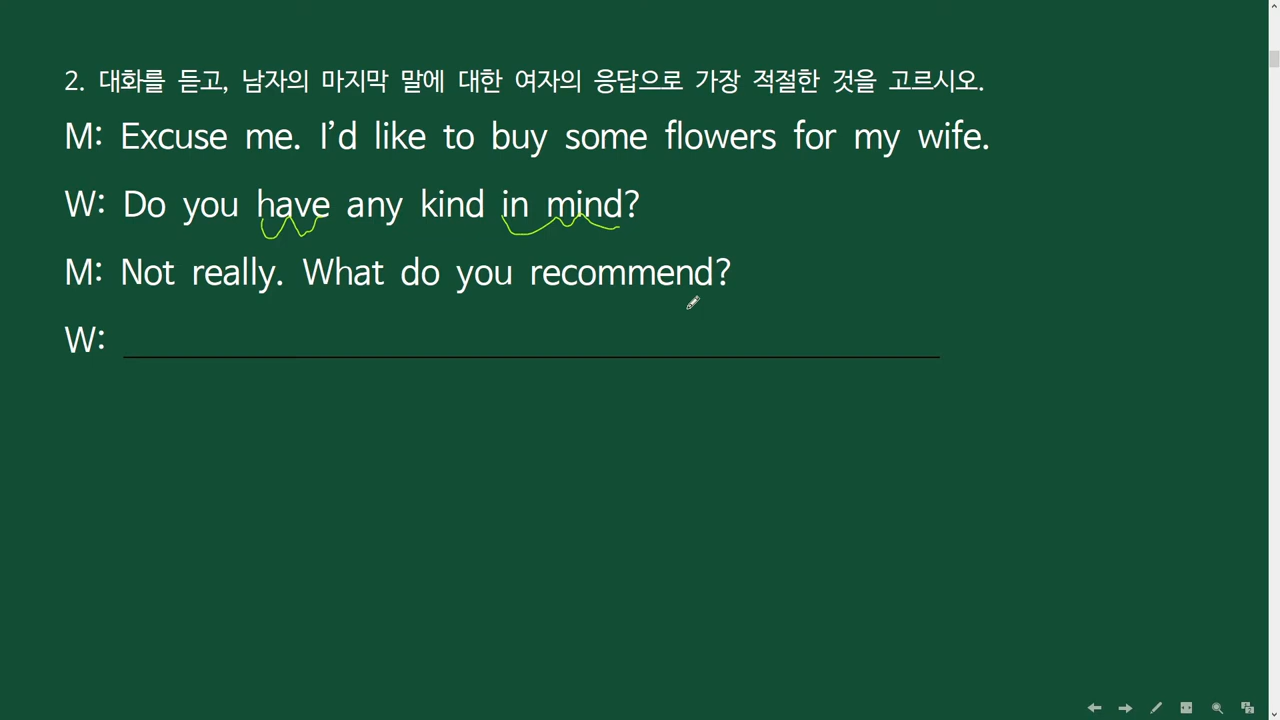 2. 대화를 듣고, 남자의 마지막 말에 대한 여자의 응답으로 가장 적절한 것을 고르시오.
M: Excuse me. I’d like to buy some flowers for my wife.
W: Do you have any kind in mind?
M: Not really. What do you recommend?
W: